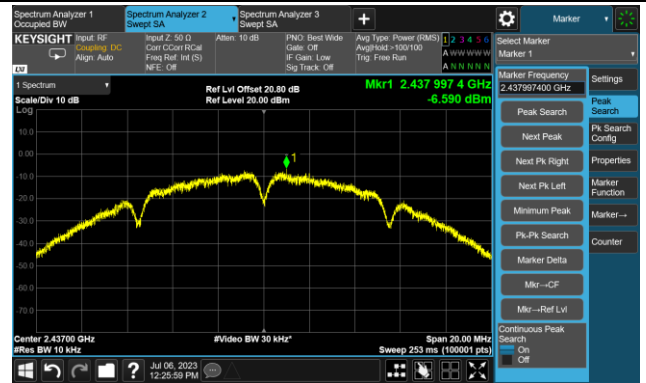 Spectrum Analyzer 1
Occupied BW
Spectrum Analyzer 2
Swept SA
Spectrum Analyzer 3
Swept SA
Marker
KEYSIGHT
LXI
Input: RF
Coupling: DC
Align: Auto
Input Z: 50 Ω
Corr CCorr RCal
Freq Ref: Int (S)
NFE: Off
Atten: 10 dB
PNO: Best Wide
Gate: Off
IF Gain: Low
Sig Track: Off
Avg Type: Power (RMS)
Avg|Hold:>100/100
Trig: Free Run
1 2 3 4 5 6
A W W W W W
A N N N N N
Select Marker
Marker 1
1 Spectrum
Scale/Div 10 dB
Log
Ref Lvl Offset 20.80 dB
Ref Level 20.00 dBm
Mkr1 2.437 997 4 GHz
-6.590 dBm
10.0
0.00
-10.0
-20.0
-30.0
-40.0
-50.0
-60.0
-70.0
1
Center 2.43700 GHz
#Res BW 10 kHz
#Video BW 30 kHz*
Span 20.00 MHz
Sweep 253 ms (100001 pts)
Marker Frequency
2.437997400 GHz
Peak Search
Next Peak
Next Pk Right
Next Pk Left
Minimum Peak
Pk-Pk Search
Marker Delta
Mkr→CF
Mkr→Ref Lvl
Continuous Peak
Search
On
Off
Settings
Peak
Search
Pk Search
Config
Properties
Marker
Function
Marker→
Counter
?
Jul 06, 2023
12:25:59 PM